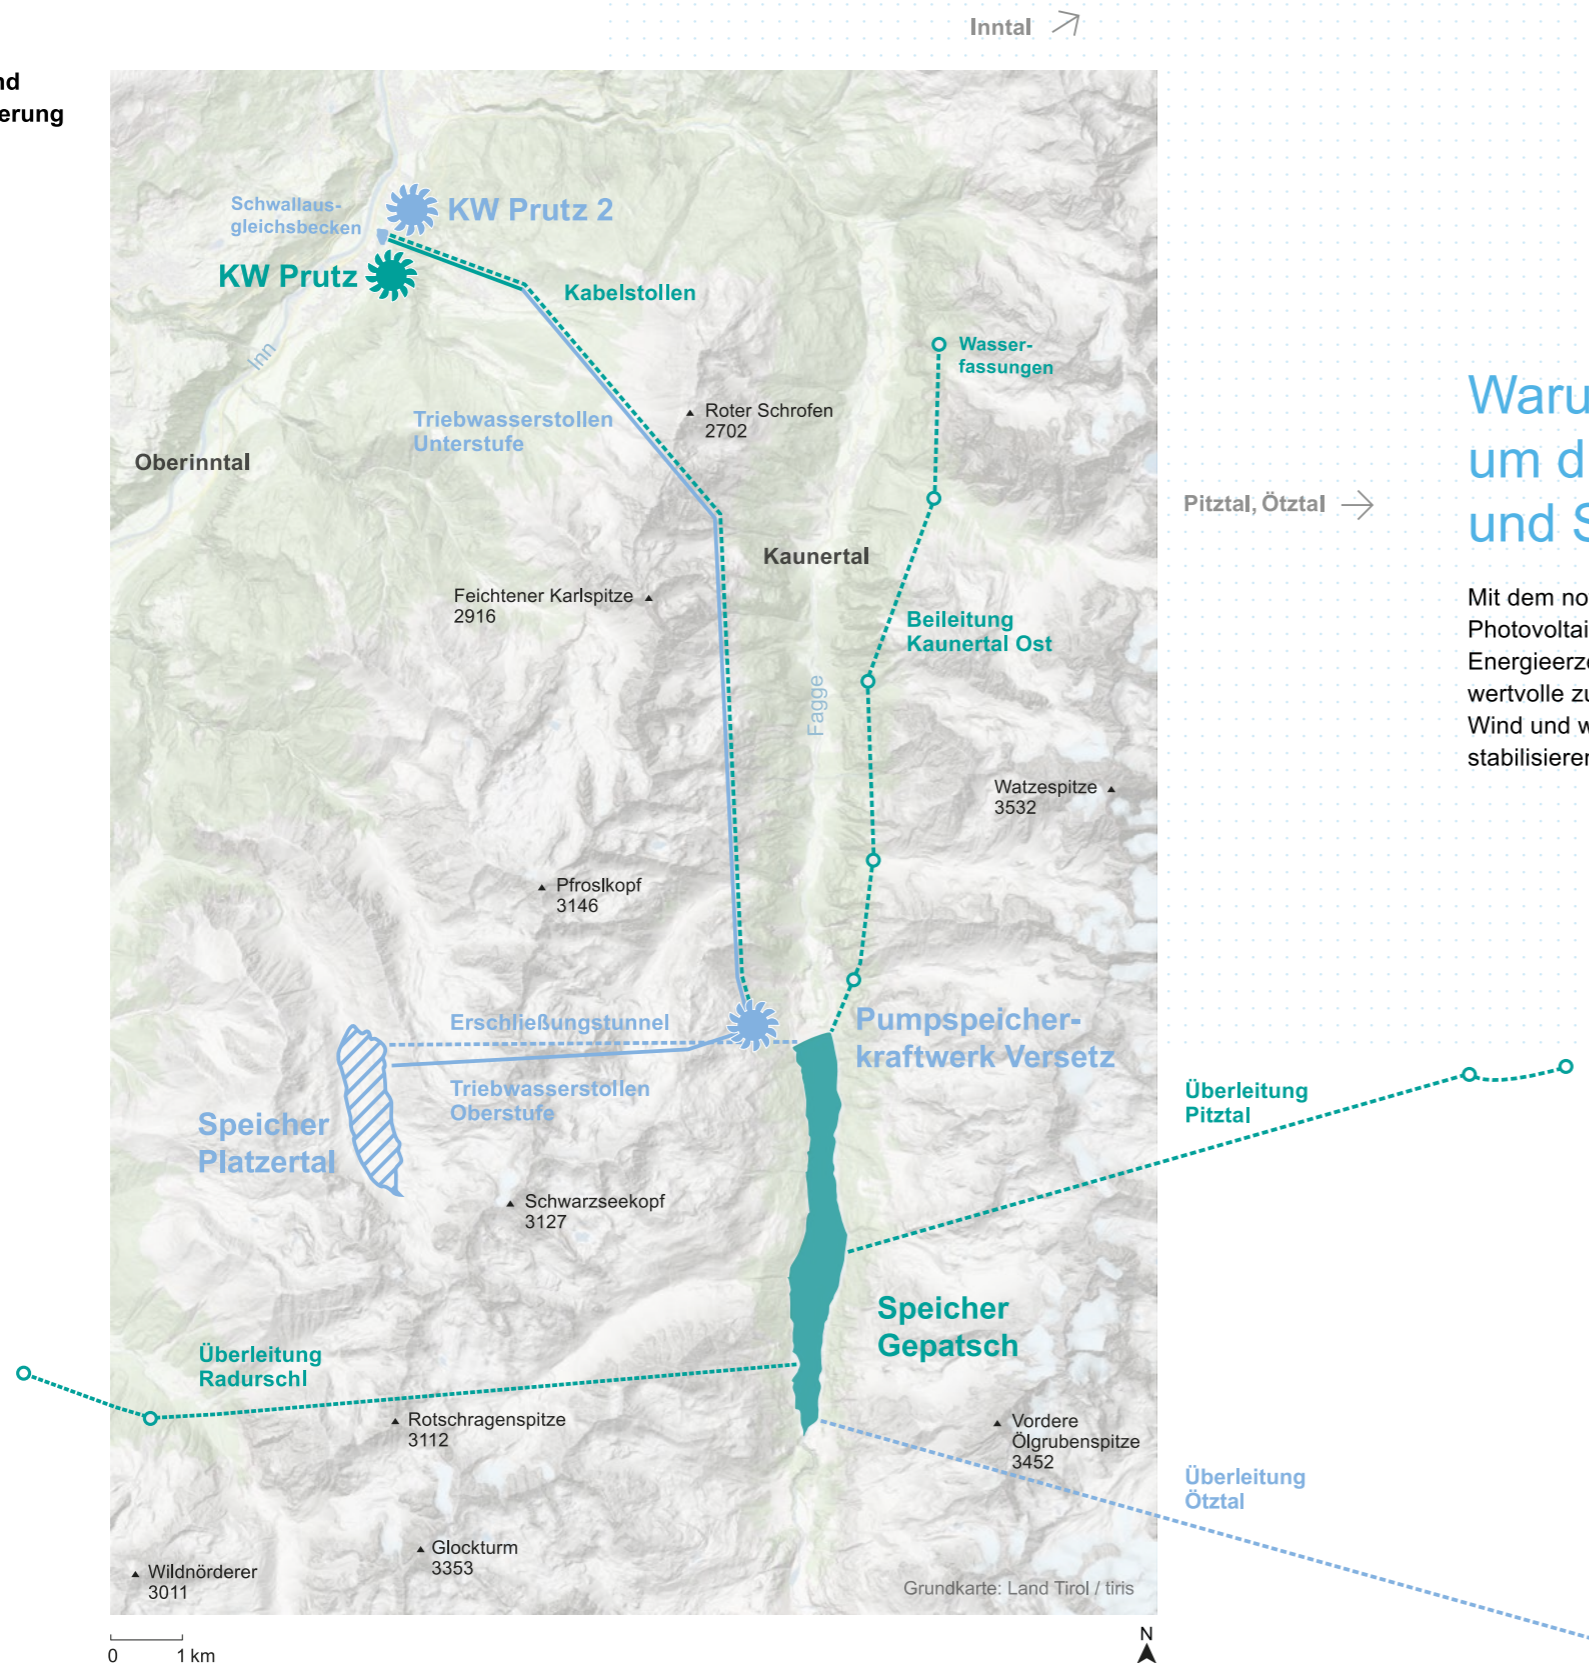 Inntal
nd
erung
Schwallaus-
gleichsbecken
KW Prutz 2
KW Prutz
Kabelstollen
Inn
Wasser-
fassungen
Triebwasserstollen
Unterstufe
Roter Schrofen
2702
Oberinntal
Pitztal, Ötztal
Waru
um d
und S
Kaunertal
Feichtener Karlspitze
2916
Beileitung
Kaunertal Ost
Mit dem no
Photovoltai
Energieerze
wertvolle zu
Wind und w
stabilisieren
Fagge
Watzespitze
3532
Pfroslkopf
3146
Erschließungstunnel
Pumpspeicher-
kraftwerk Versetz
Triebwasserstollen
Oberstufe
Speicher
Platzertal
Überleitung
Pitztal
Schwarzseekopf
3127
Speicher
Gepatsch
Überleitung
Radurschl
Rotschragenspitze
3112
Vordere
Ölgrubenspitze
3452
Überleitung
Ötztal
Glockturm
3353
Wildnörderer
3011
Grundkarte: Land Tirol / tiris
0 1 km
N